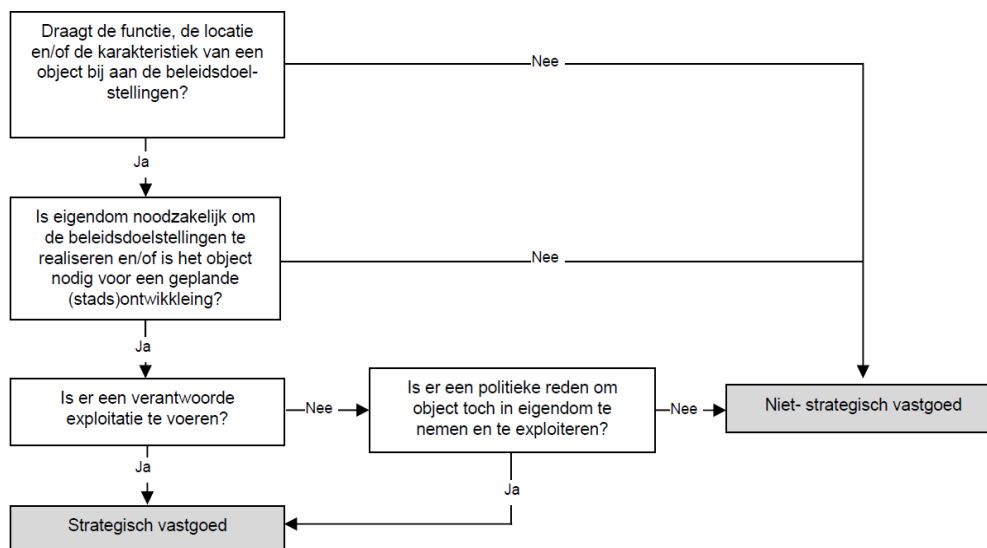 Draagt de functie, de locatie
en/of de karakteristiek van een
object bij aan de beleidsdoel-
stellingen?
Nee
Ja
Is eigendom noodzakelijk om
de beleidsdoelstellingen te
realiseren en/of is het object
nodig voor een geplande
(stads)ontwikkleing?
Nee
Ja
Is er een verantwoorde
exploitatie te voeren?
Nee
Is er een politieke reden om
object toch in eigendom te
nemen en te exploiteren?
Nee
Niet- strategisch vastgoed
Ja
Ja
Strategisch vastgoed